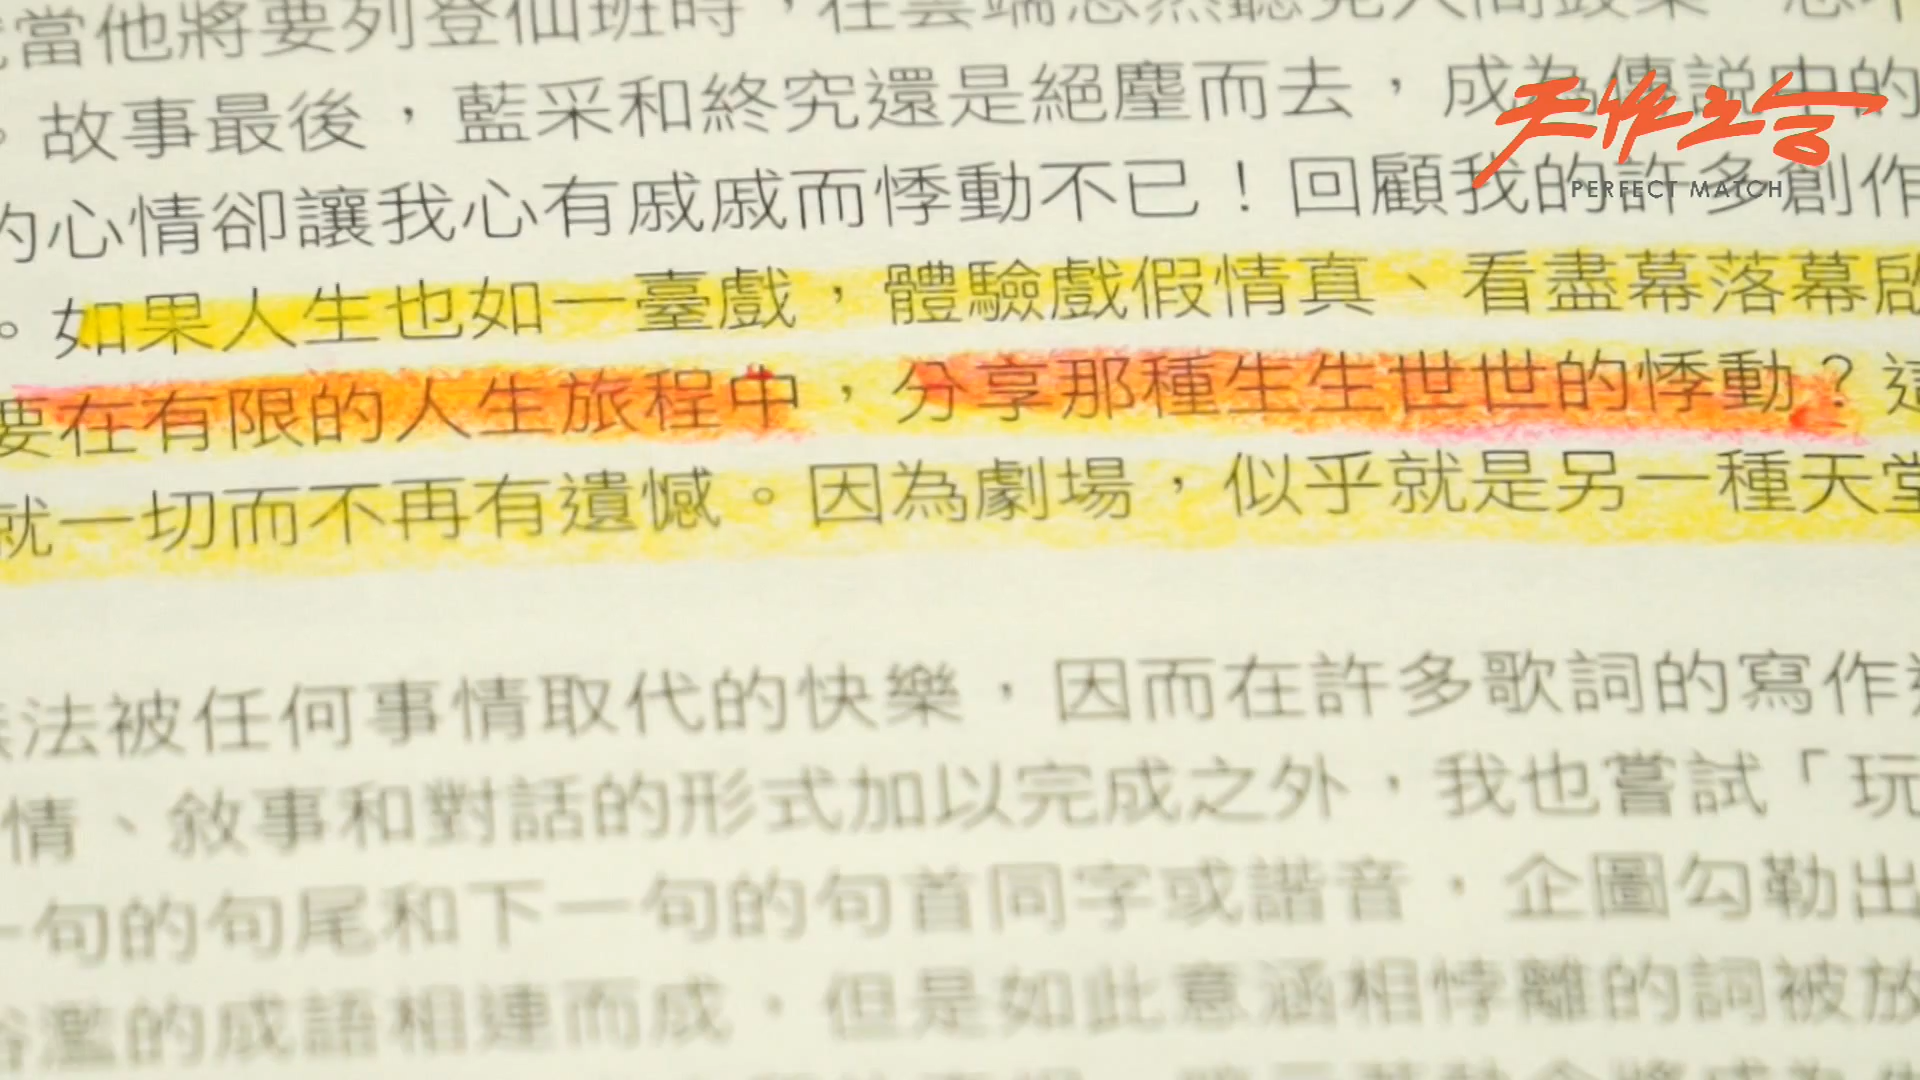 當他將要列登仙班時，在雲端忽然聽見人間鼓樂
。故事最後，藍采和終究還是絕塵而去，成為傳説中的
的心情卻讓我心有戚戚而悸動不已！回顧我的許多創作
。如果人生也如一臺戲，體驗戲假情真、看盡幕落幕啟
要在有限的人生旅程中，分享那種生生世世的悸動？這
就一切而不再有遺憾。因為劇場，似乎就是另一種天堂
法被任何事情取代的快樂，因而在許多歌詞的寫作
情、敘事和對話的形式加以完成之外，我也嘗試「玩
一句的句尾和下一句的句首同字或諧音，企圖勾勒出
濫的成語相連而成，但是如此意涵相悖離的詞被放
天作之合
PERFECT MATCH